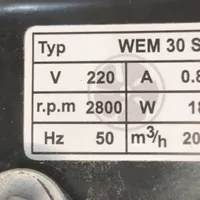 Typ WEM 30 S
V 220 A 0.8
r.p.m 2800 W 18
Hz 50 m³/h 20